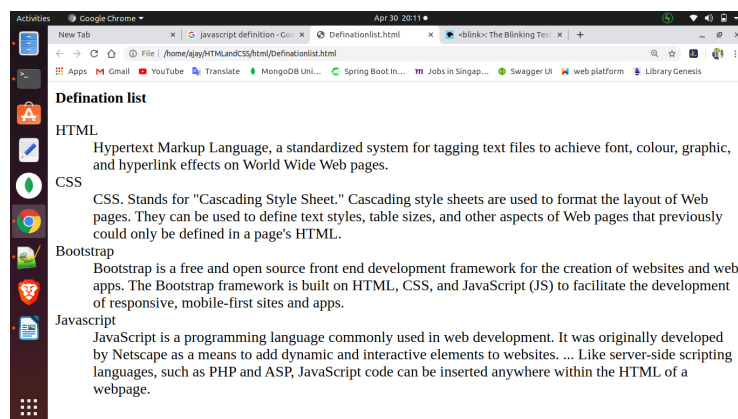 Activities Google Chrome ▾ Apr 30 20:11
New Tab javascript definition - Goo Definationlist.html <blink>: The Blinking Text
File | /home/ajay/HTMLandCSS/html/Definationlist.html
Apps Gmail YouTube Translate MongoDB Uni... Spring Boot In... Jobs in Singap... Swagger UI web platform Library Genesis
Defination list
HTML
Hypertext Markup Language, a standardized system for tagging text files to achieve font, colour, graphic,
and hyperlink effects on World Wide Web pages.
CSS
CSS. Stands for "Cascading Style Sheet." Cascading style sheets are used to format the layout of Web
pages. They can be used to define text styles, table sizes, and other aspects of Web pages that previously
could only be defined in a page's HTML.
Bootstrap
Bootstrap is a free and open source front end development framework for the creation of websites and web
apps. The Bootstrap framework is built on HTML, CSS, and JavaScript (JS) to facilitate the development
of responsive, mobile-first sites and apps.
Javascript
JavaScript is a programming language commonly used in web development. It was originally developed
by Netscape as a means to add dynamic and interactive elements to websites. ... Like server-side scripting
languages, such as PHP and ASP, JavaScript code can be inserted anywhere within the HTML of a
webpage.